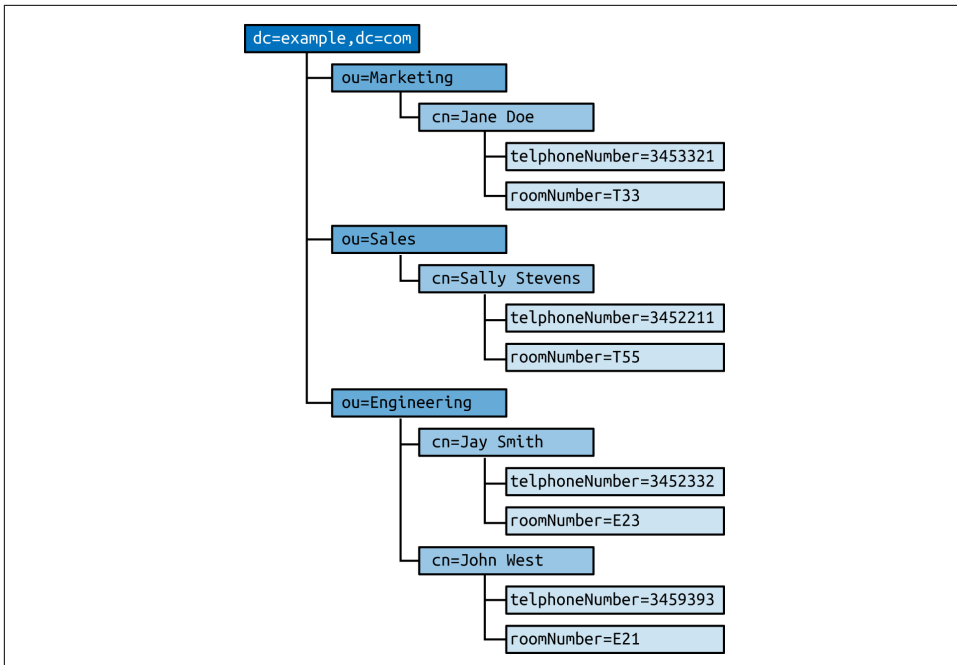 dc=example,dc=com
ou=Marketing
cn=Jane Doe
telphoneNumber=3453321
roomNumber=T33
ou=Sales
cn=Sally Stevens
telphoneNumber=3452211
roomNumber=T55
ou=Engineering
cn=Jay Smith
telphoneNumber=3452332
roomNumber=E23
cn=John West
telphoneNumber=3459393
roomNumber=E21